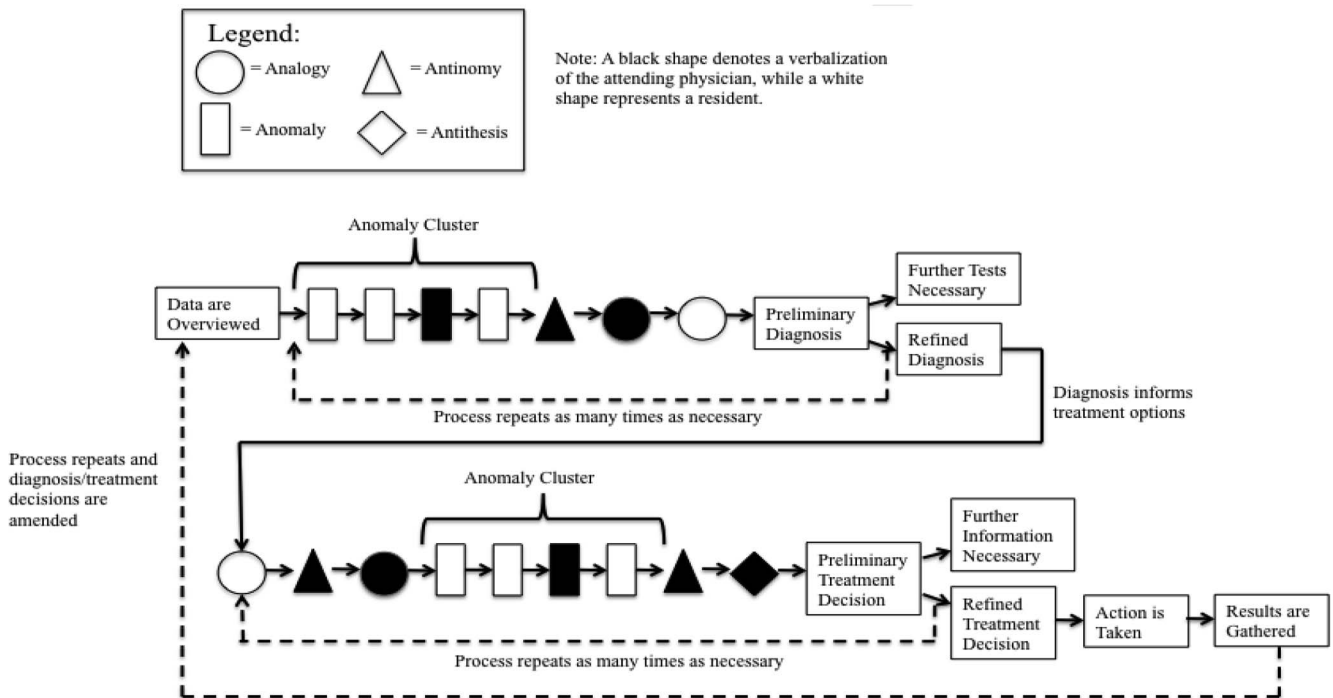 Legend:
= Analogy
= Antinomy
= Anomaly
= Antithesis
Note: A black shape denotes a verbalization
of the attending physician, while a white
shape represents a resident.
Anomaly Cluster
Data are
Overviewed
Preliminary
Diagnosis
Further Tests
Necessary
Refined
Diagnosis
Process repeats as many times as necessary
Diagnosis informs
treatment options
Process repeats and
diagnosis/treatment
decisions are
amended
Anomaly Cluster
Preliminary
Treatment
Decision
Further
Information
Necessary
Refined
Treatment
Decision
Action is
Taken
Results are
Gathered
Process repeats as many times as necessary